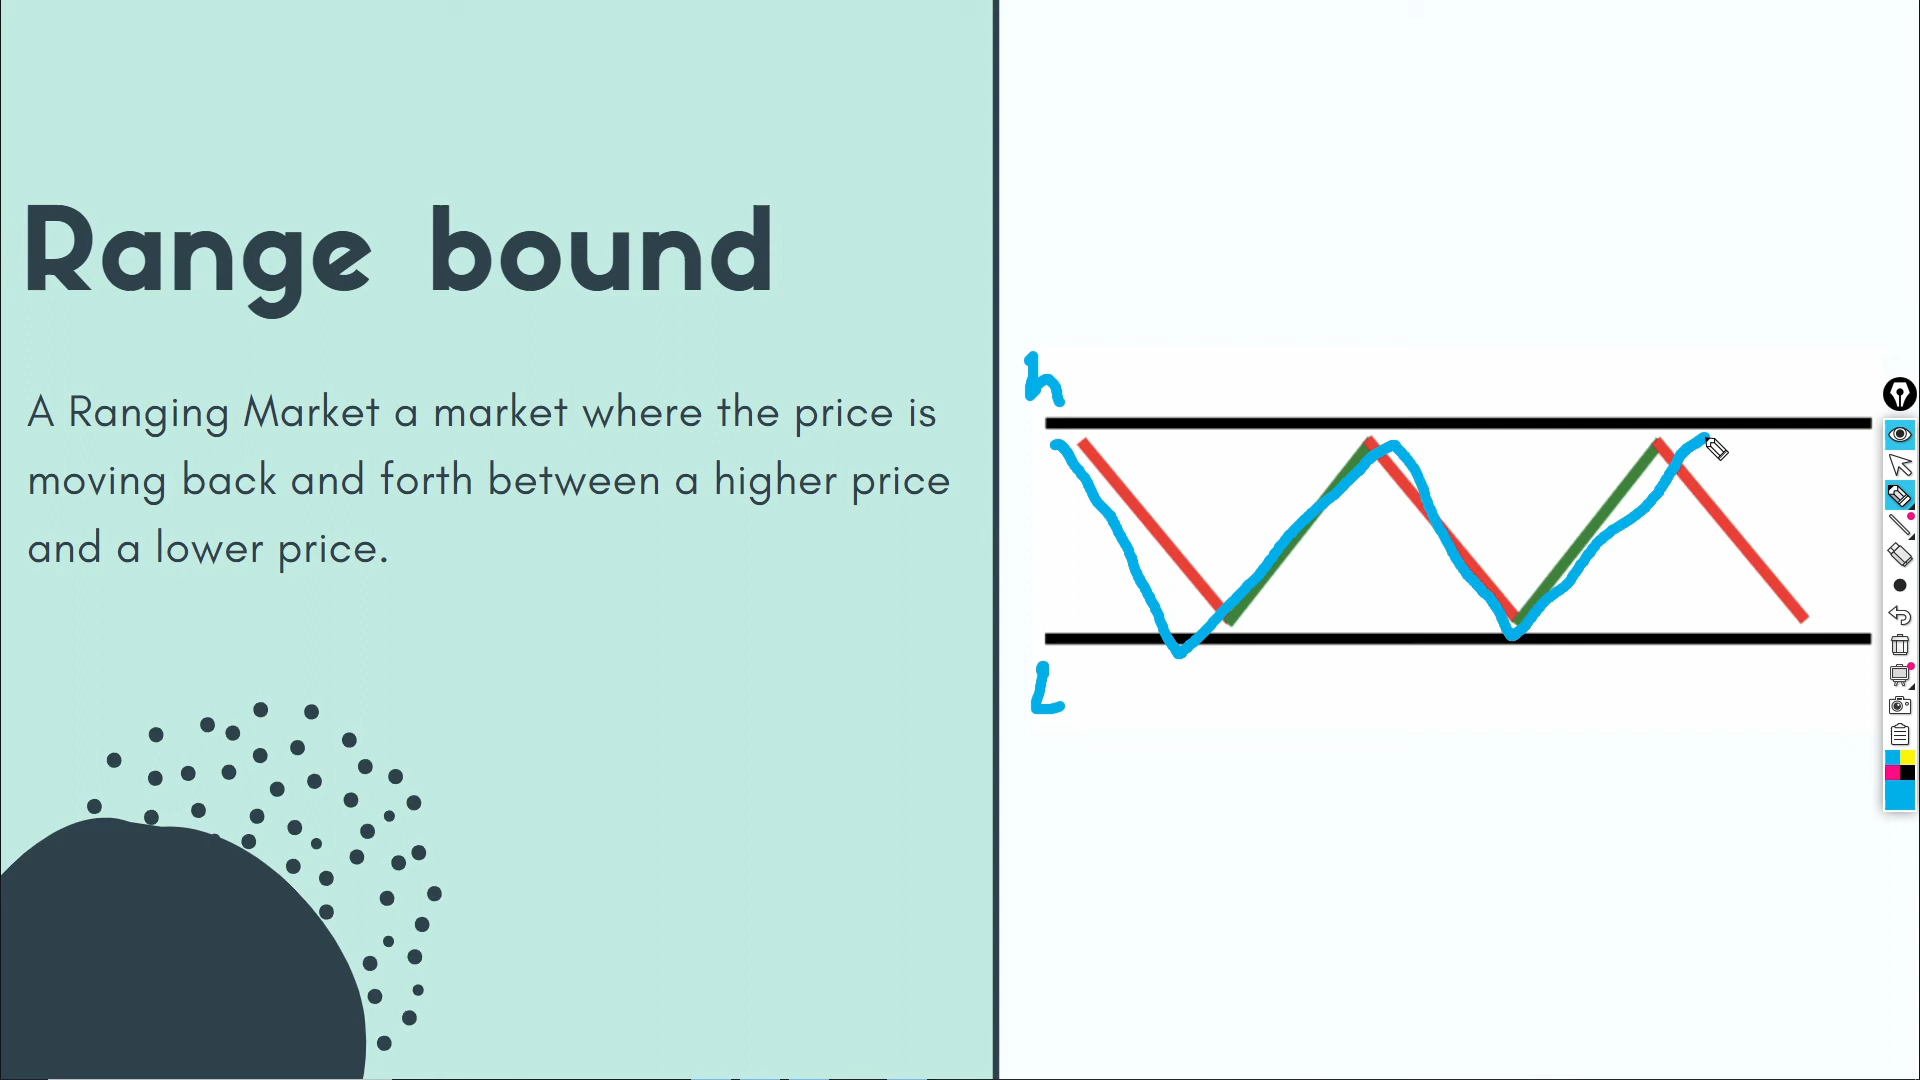 Range bound
A Ranging Market a market where the price is
moving back and forth between a higher price
and a lower price.
h
L